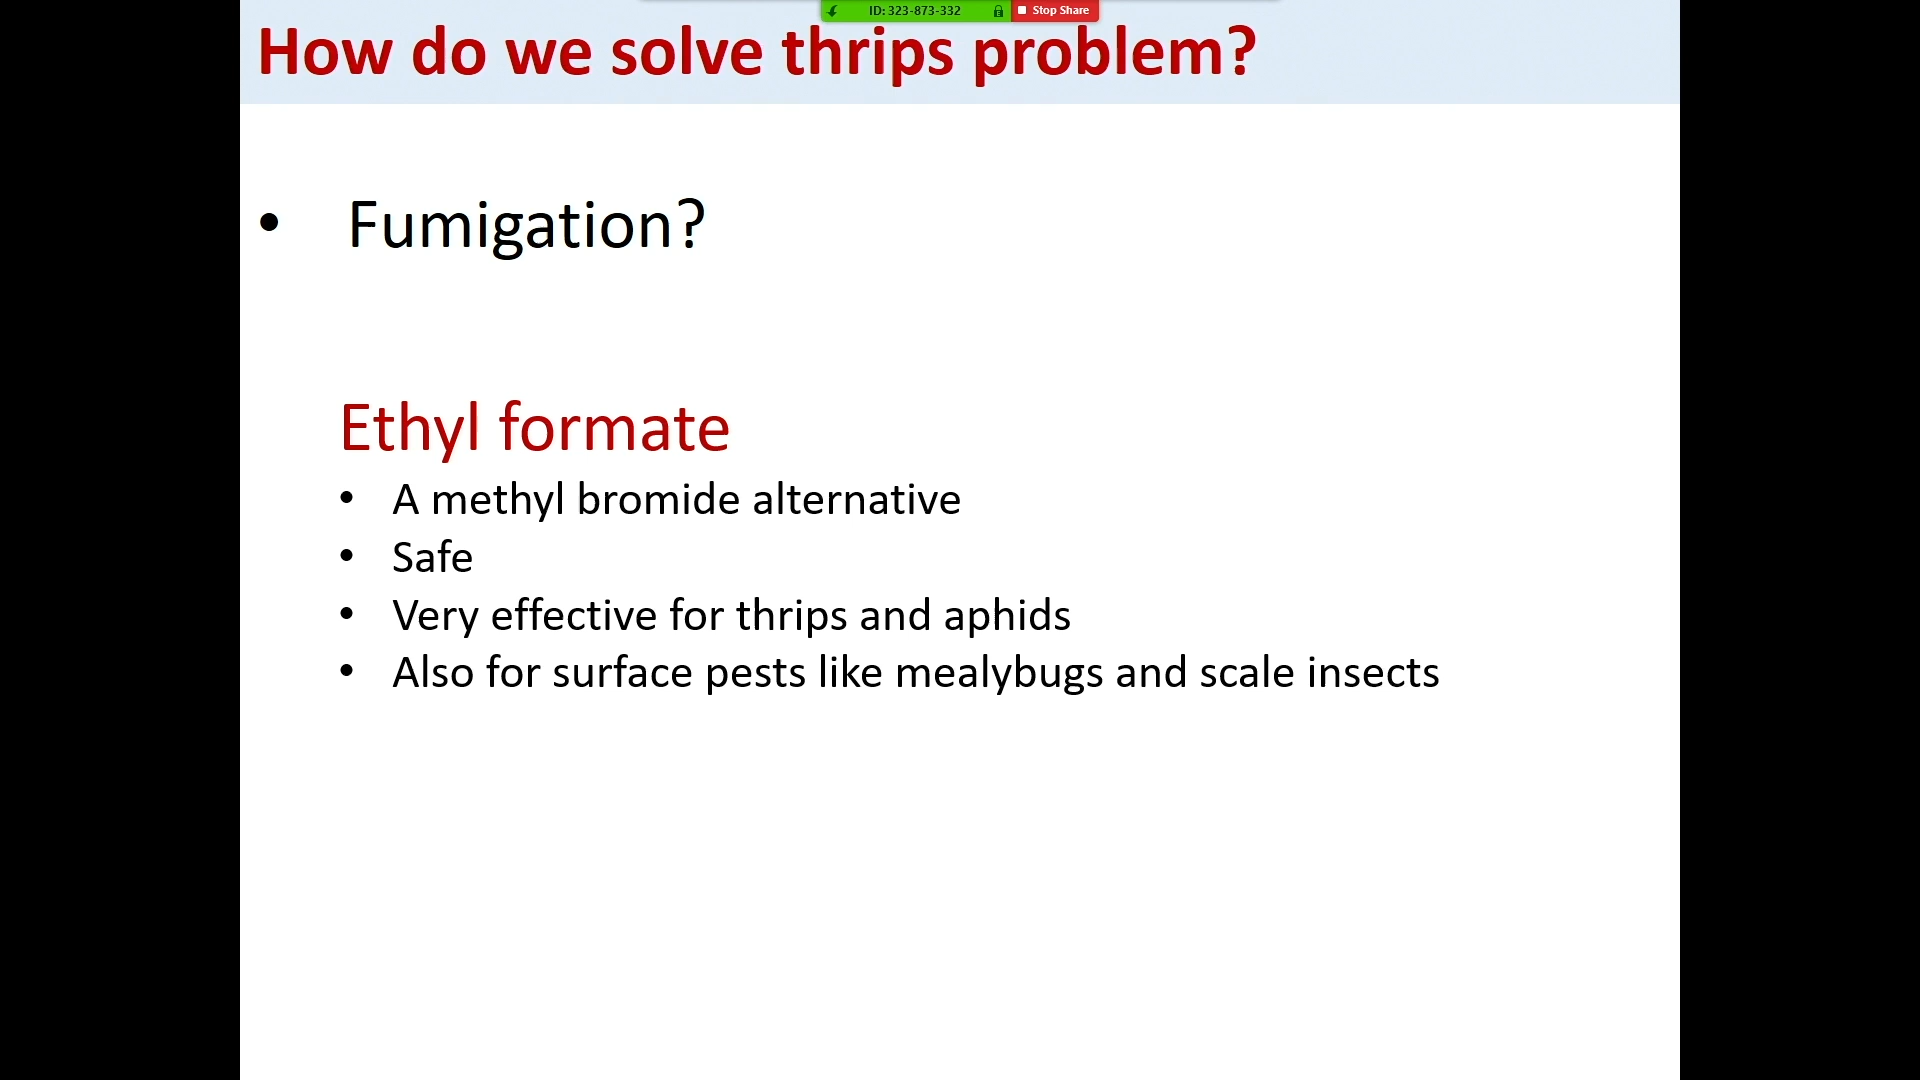 ID: 323-873-332 Stop Share
How do we solve thrips problem?
• Fumigation?
Ethyl formate
• A methyl bromide alternative
• Safe
• Very effective for thrips and aphids
• Also for surface pests like mealybugs and scale insects